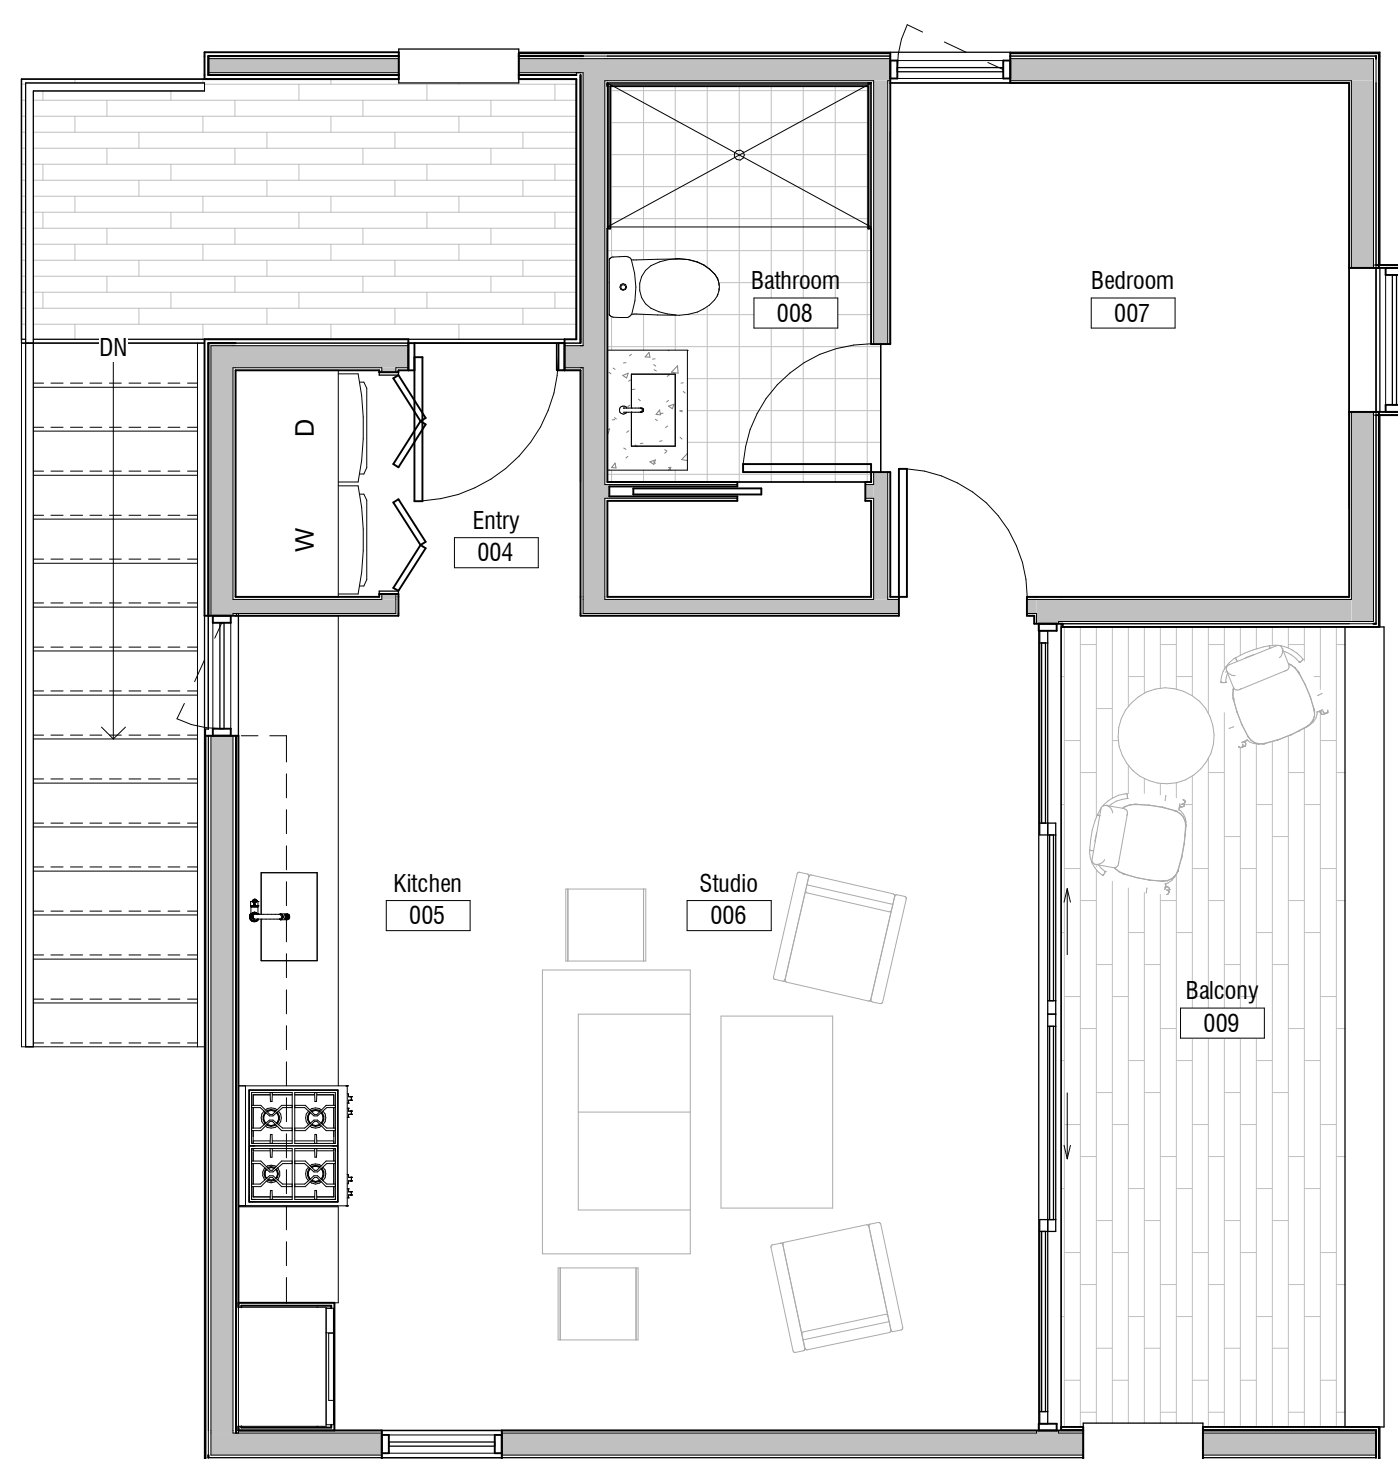 Bathroom
008
Bedroom
007
DN
D
W
Entry
004
Kitchen
005
Studio
006
Balcony
009